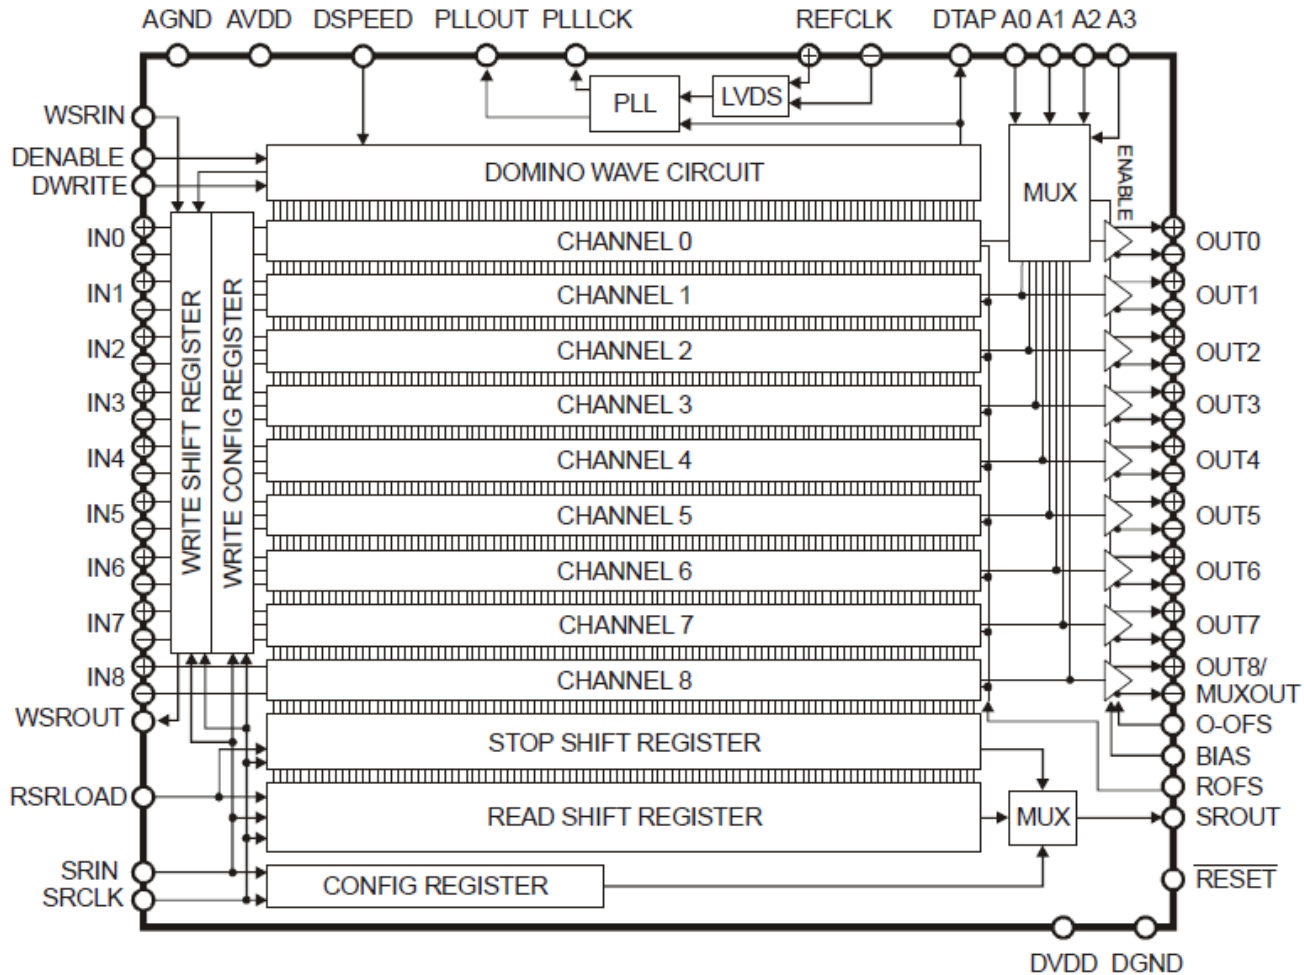 AGND AVDD DSPEED PLLOUT PLLLCK REFCLK DTAP A0 A1 A2 A3
WSRIN
PLL
LVDS
DENABLE
DWRITE
DOMINO WAVE CIRCUIT
MUX
ENABLE
IN0
CHANNEL 0
OUT0
IN1
CHANNEL 1
OUT1
IN2
CHANNEL 2
OUT2
IN3
CHANNEL 3
OUT3
WRITE SHIFT REGISTER
WRITE CONFIG REGISTER
IN4
CHANNEL 4
OUT4
IN5
CHANNEL 5
OUT5
IN6
CHANNEL 6
OUT6
IN7
CHANNEL 7
OUT7
IN8
CHANNEL 8
OUT8/
MUXOUT
WSROUT
O-OFS
STOP SHIFT REGISTER
BIAS
ROFS
RSRLOAD
READ SHIFT REGISTER
MUX
SROUT
SRIN
SRCLK
CONFIG REGISTER
RESET
DVDD DGND